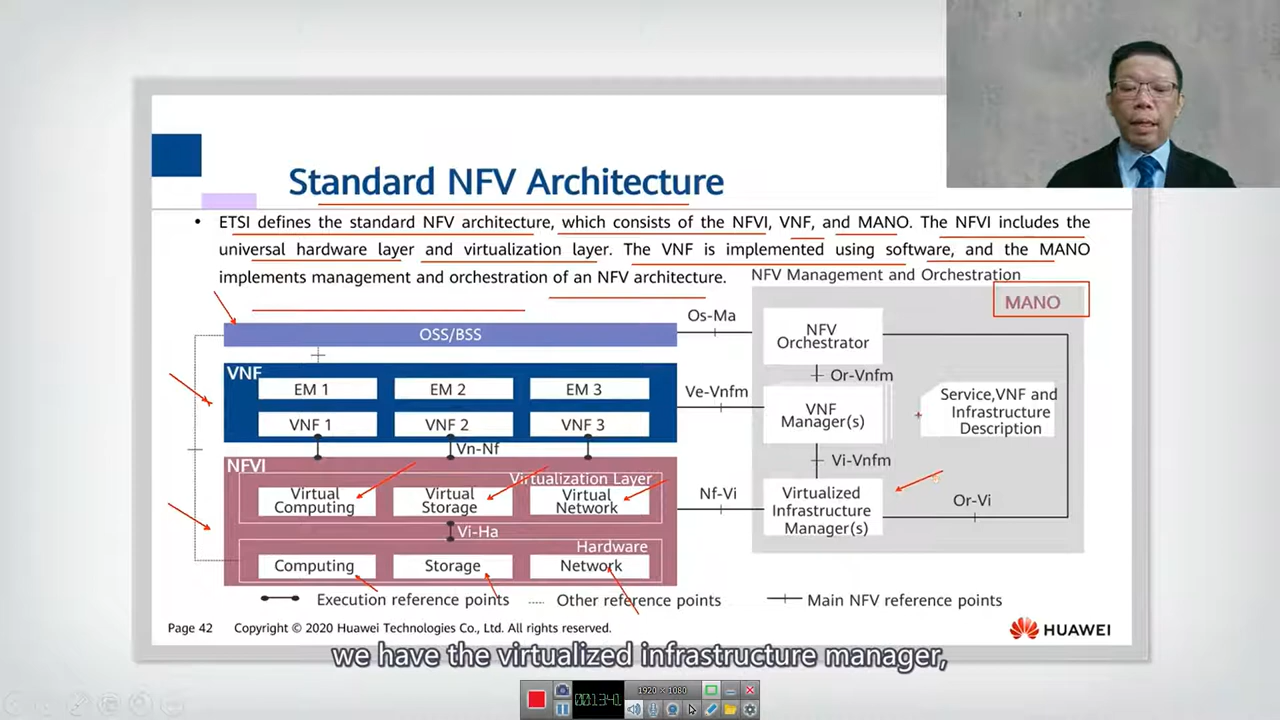 Standard NFV Architecture
• ETSI defines the standard NFV architecture, which consists of the NFVI, VNF, and MANO. The NFVI includes the
universal hardware layer and virtualization layer. The VNF is implemented using software, and the MANO
implements management and orchestration of an NFV architecture.
NFV Management and Orchestration
MANO
OSS/BSS
Os-Ma
NFV
Orchestrator
Or-Vnfm
VNF
EM 1
EM 2
EM 3
VNF 1
VNF 2
VNF 3
Ve-Vnfm
VNF
Manager(s)
Service,VNF and
Infrastructure
Description
Vn-Nf
Vi-Vnfm
NFVI
Virtualization Layer
Virtual
Computing
Virtual
Storage
Virtual
Network
Nf-Vi
Virtualized
Infrastructure
Manager(s)
Or-Vi
Vi-Ha
Hardware
Computing
Storage
Network
Execution reference points
Other reference points
Main NFV reference points
Page 42
Copyright © 2020 Huawei Technologies Co., Ltd. All rights reserved.
HUAWEI
we have the virtualized infrastructure manager,
00:13:41
1920 × 1080